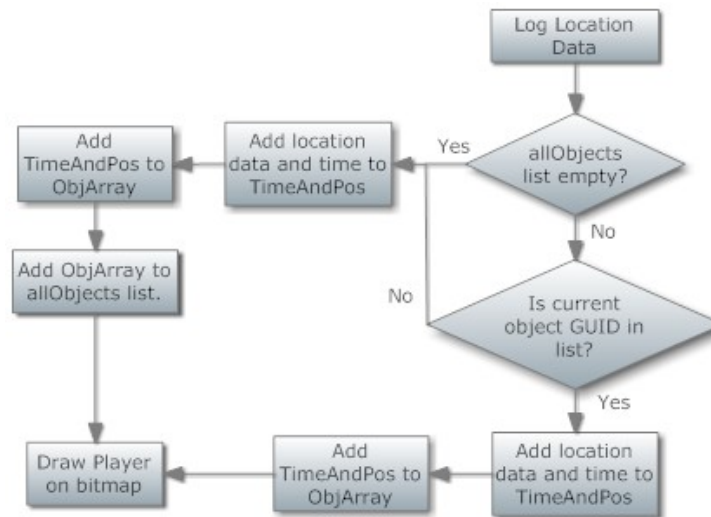 Log Location
Data
allObjects
list empty?
Yes
Add location
data and time to
TimeAndPos
Add
TimeAndPos to
ObjArray
Add ObjArray to
allObjects list.
No
Is current
object GUID in
list?
No
Yes
Add location
data and time to
TimeAndPos
Add
TimeAndPos to
ObjArray
Draw Player
on bitmap